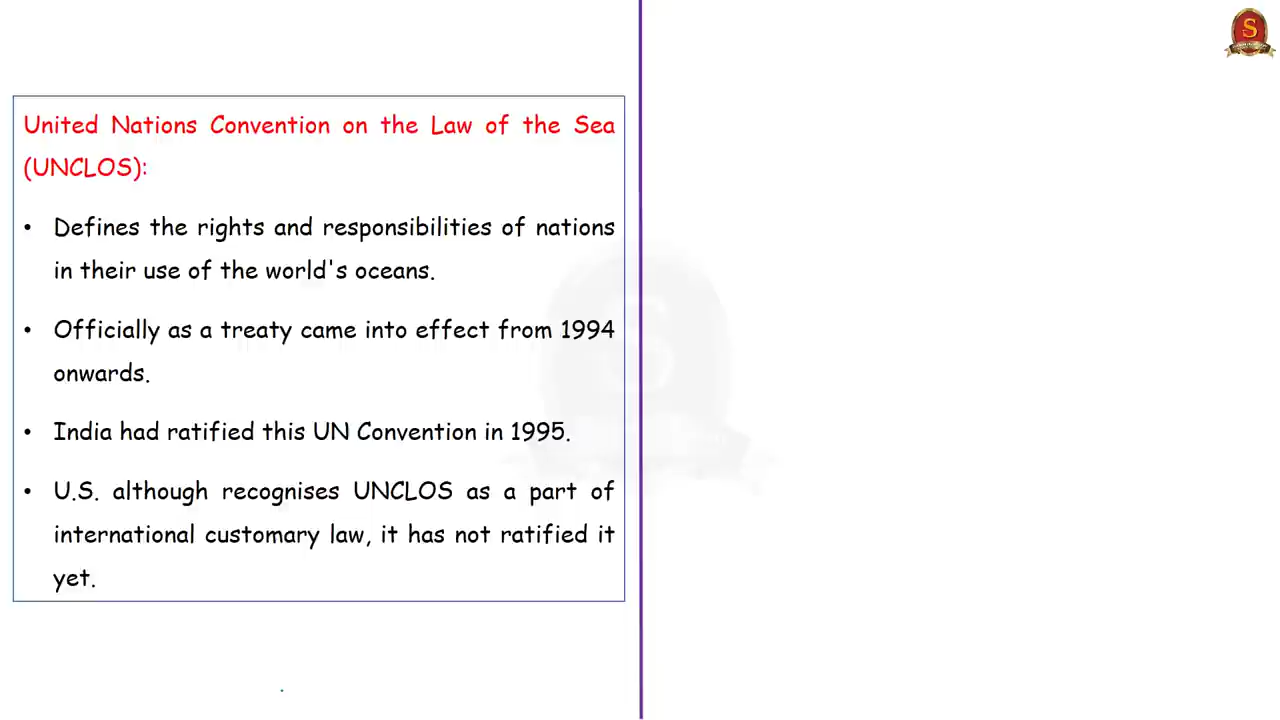 United Nations Convention on the Law of the Sea
(UNCLOS):
• Defines the rights and responsibilities of nations
in their use of the world's oceans.
• Officially as a treaty came into effect from 1994
onwards.
• India had ratified this UN Convention in 1995.
• U.S. although recognises UNCLOS as a part of
international customary law, it has not ratified it
yet.
S